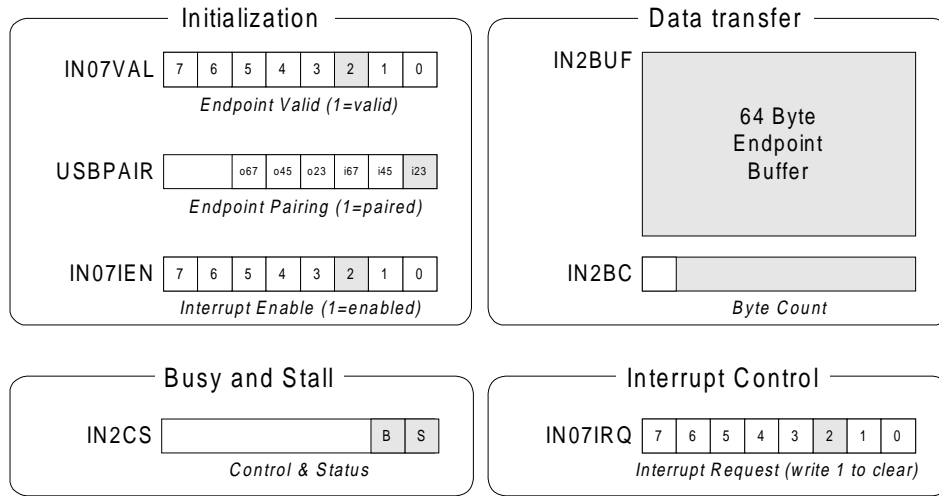 Initialization
IN07VAL 7 6 5 4 3 2 1 0
Endpoint Valid (1=valid)
USBPAIR o67 o45 o23 i67 i45 i23
Endpoint Pairing (1=paired)
IN07IEN 7 6 5 4 3 2 1 0
Interrupt Enable (1=enabled)
Data transfer
IN2BUF
64 Byte
Endpoint
Buffer
IN2BC
Byte Count
Busy and Stall
IN2CS B S
Control & Status
Interrupt Control
IN07IRQ 7 6 5 4 3 2 1 0
Interrupt Request (write 1 to clear)